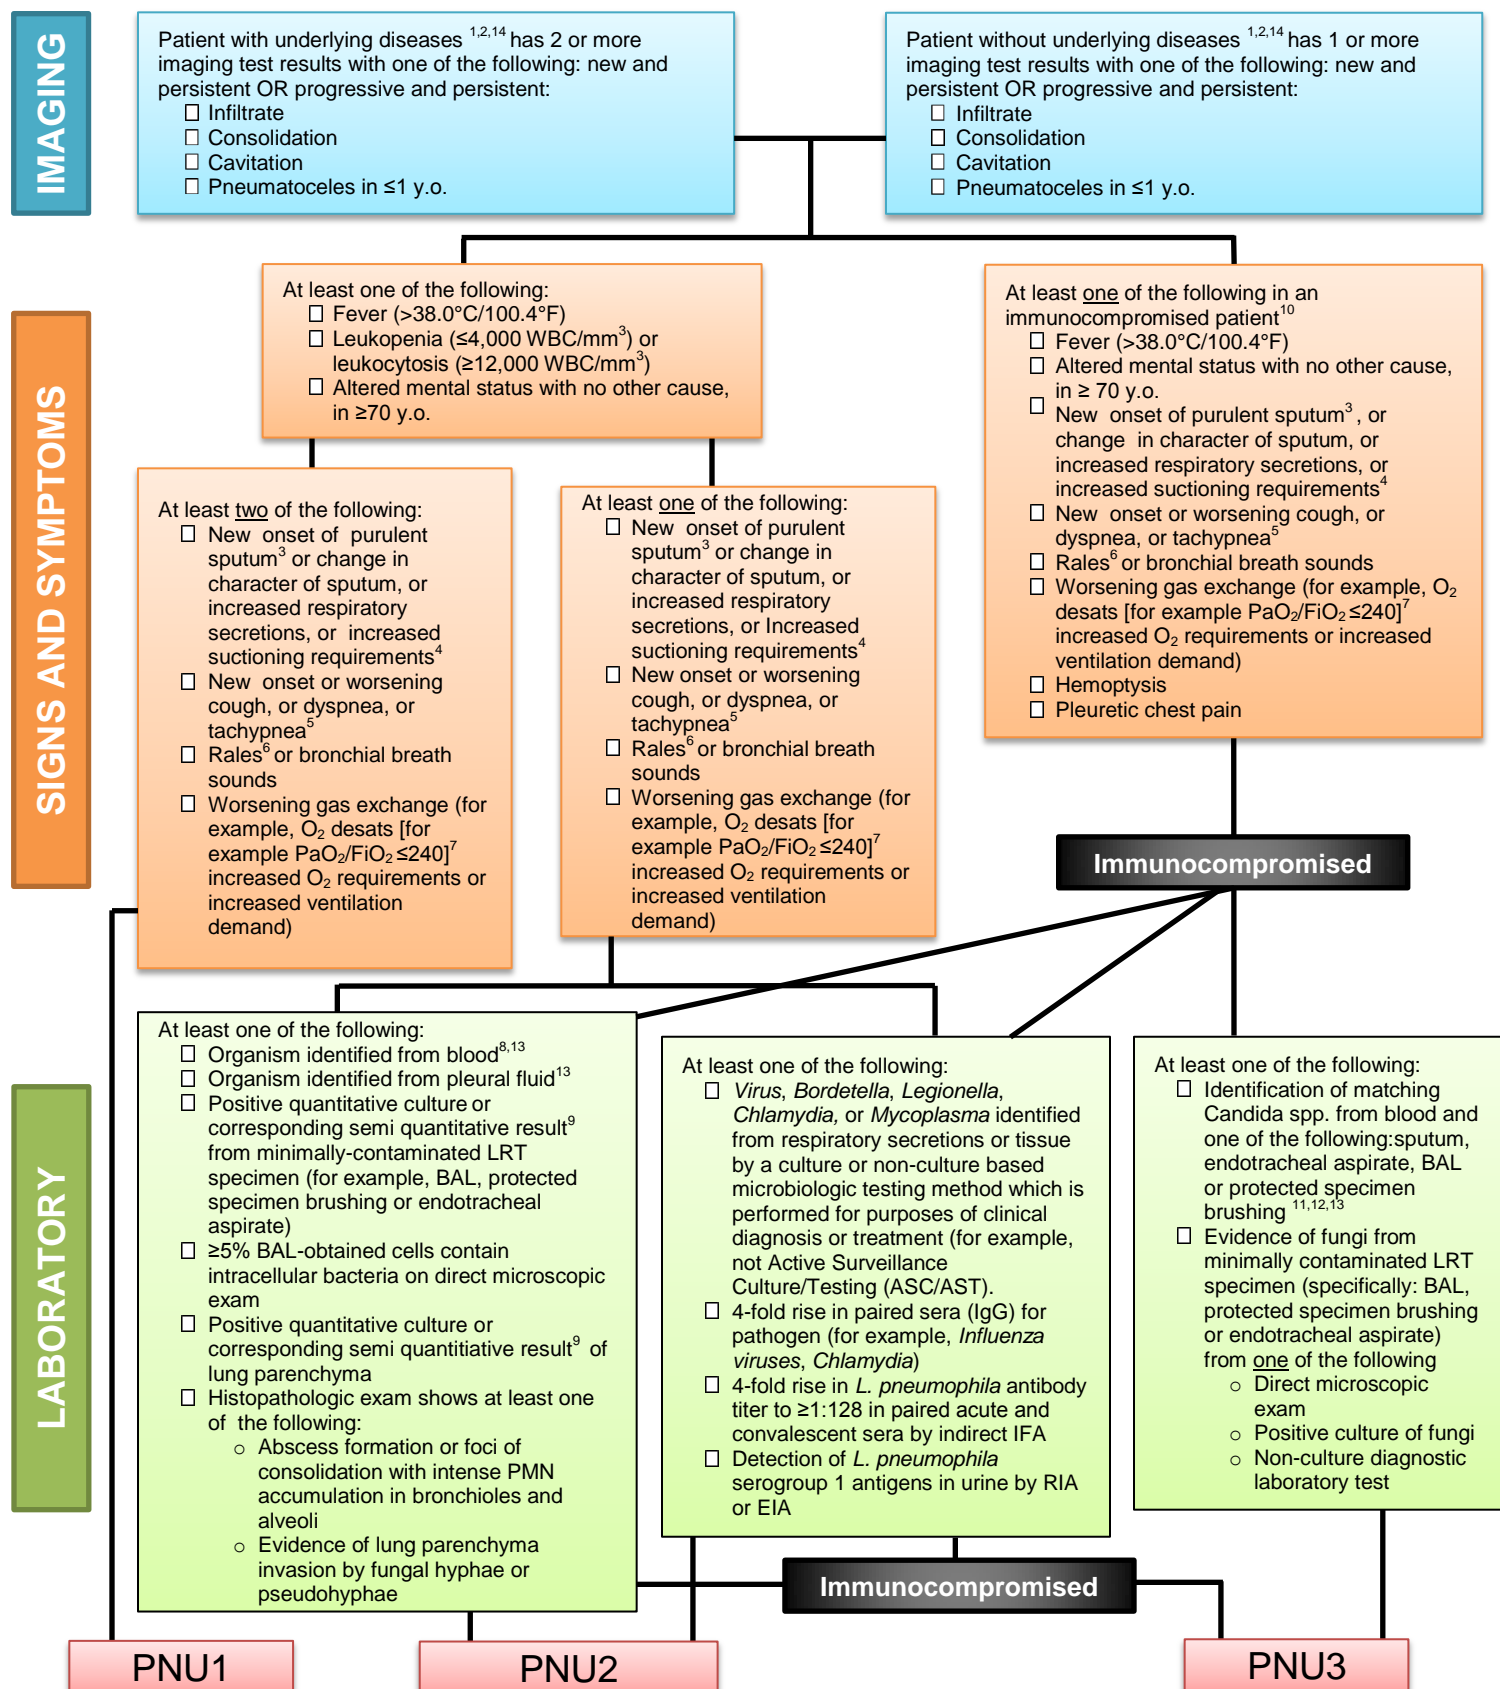 IMAGING
Patient with underlying diseases 1,2,14 has 2 or more
imaging test results with one of the following: new and
persistent OR progressive and persistent:
☐ Infiltrate
☐ Consolidation
☐ Cavitation
☐ Pneumatoceles in ≤1 y.o.
Patient without underlying diseases 1,2,14 has 1 or more
imaging test results with one of the following: new and
persistent OR progressive and persistent:
☐ Infiltrate
☐ Consolidation
☐ Cavitation
☐ Pneumatoceles in ≤1 y.o.
SIGNS AND SYMPTOMS
At least one of the following:
☐ Fever (>38.0°C/100.4°F)
☐ Leukopenia (≤4,000 WBC/mm3) or
leukocytosis (≥12,000 WBC/mm3)
☐ Altered mental status with no other cause,
in ≥70 y.o.
At least two of the following:
☐ New onset of purulent
sputum3 or change in
character of sputum, or
increased respiratory
secretions, or increased
suctioning requirements4
☐ New onset or worsening
cough, or dyspnea, or
tachypnea5
☐ Rales6 or bronchial breath
sounds
☐ Worsening gas exchange (for
example, O2 desats [for
example PaO2/FiO2 ≤240]7
increased O2 requirements or
increased ventilation
demand)
At least one of the following:
☐ New onset of purulent
sputum3 or change in
character of sputum, or
increased respiratory
secretions, or Increased
suctioning requirements4
☐ New onset or worsening
cough, or dyspnea, or
tachypnea5
☐ Rales6 or bronchial breath
sounds
☐ Worsening gas exchange (for
example, O2 desats [for
example PaO2/FiO2 ≤240]7
increased O2 requirements or
increased ventilation
demand)
At least one of the following in an
immunocompromised patient10
☐ Fever (>38.0°C/100.4°F)
☐ Altered mental status with no other cause,
in ≥ 70 y.o.
☐ New onset of purulent sputum3 , or
change in character of sputum, or
increased respiratory secretions, or
increased suctioning requirements4
☐ New onset or worsening cough, or
dyspnea, or tachypnea5
☐ Rales6 or bronchial breath sounds
☐ Worsening gas exchange (for example, O2
desats [for example PaO2/FiO2 ≤240]7
increased O2 requirements or increased
ventilation demand)
☐ Hemoptysis
☐ Pleuretic chest pain
Immunocompromised
LABORATORY
At least one of the following:
☐ Organism identified from blood8,13
☐ Organism identified from pleural fluid13
☐ Positive quantitative culture or
corresponding semi quantitative result9
from minimally-contaminated LRT
specimen (for example, BAL, protected
specimen brushing or endotracheal
aspirate)
☐ ≥5% BAL-obtained cells contain
intracellular bacteria on direct microscopic
exam
☐ Positive quantitative culture or
corresponding semi quantitiative result9 of
lung parenchyma
☐ Histopathologic exam shows at least one
of the following:
○ Abscess formation or foci of
consolidation with intense PMN
accumulation in bronchioles and
alveoli
○ Evidence of lung parenchyma
invasion by fungal hyphae or
pseudohyphae
At least one of the following:
☐ Virus, Bordetella, Legionella,
Chlamydia, or Mycoplasma identified
from respiratory secretions or tissue
by a culture or non-culture based
microbiologic testing method which is
performed for purposes of clinical
diagnosis or treatment (for example,
not Active Surveillance
Culture/Testing (ASC/AST).
☐ 4-fold rise in paired sera (IgG) for
pathogen (for example, Influenza
viruses, Chlamydia)
☐ 4-fold rise in L. pneumophila antibody
titer to ≥1:128 in paired acute and
convalescent sera by indirect IFA
☐ Detection of L. pneumophila
serogroup 1 antigens in urine by RIA
or EIA
At least one of the following:
☐ Identification of matching
Candida spp. from blood and
one of the following:sputum,
endotracheal aspirate, BAL
or protected specimen
brushing 11,12,13
☐ Evidence of fungi from
minimally contaminated LRT
specimen (specifically: BAL,
protected specimen brushing
or endotracheal aspirate)
from one of the following
○ Direct microscopic
exam
○ Positive culture of fungi
○ Non-culture diagnostic
laboratory test
Immunocompromised
PNU1
PNU2
PNU3